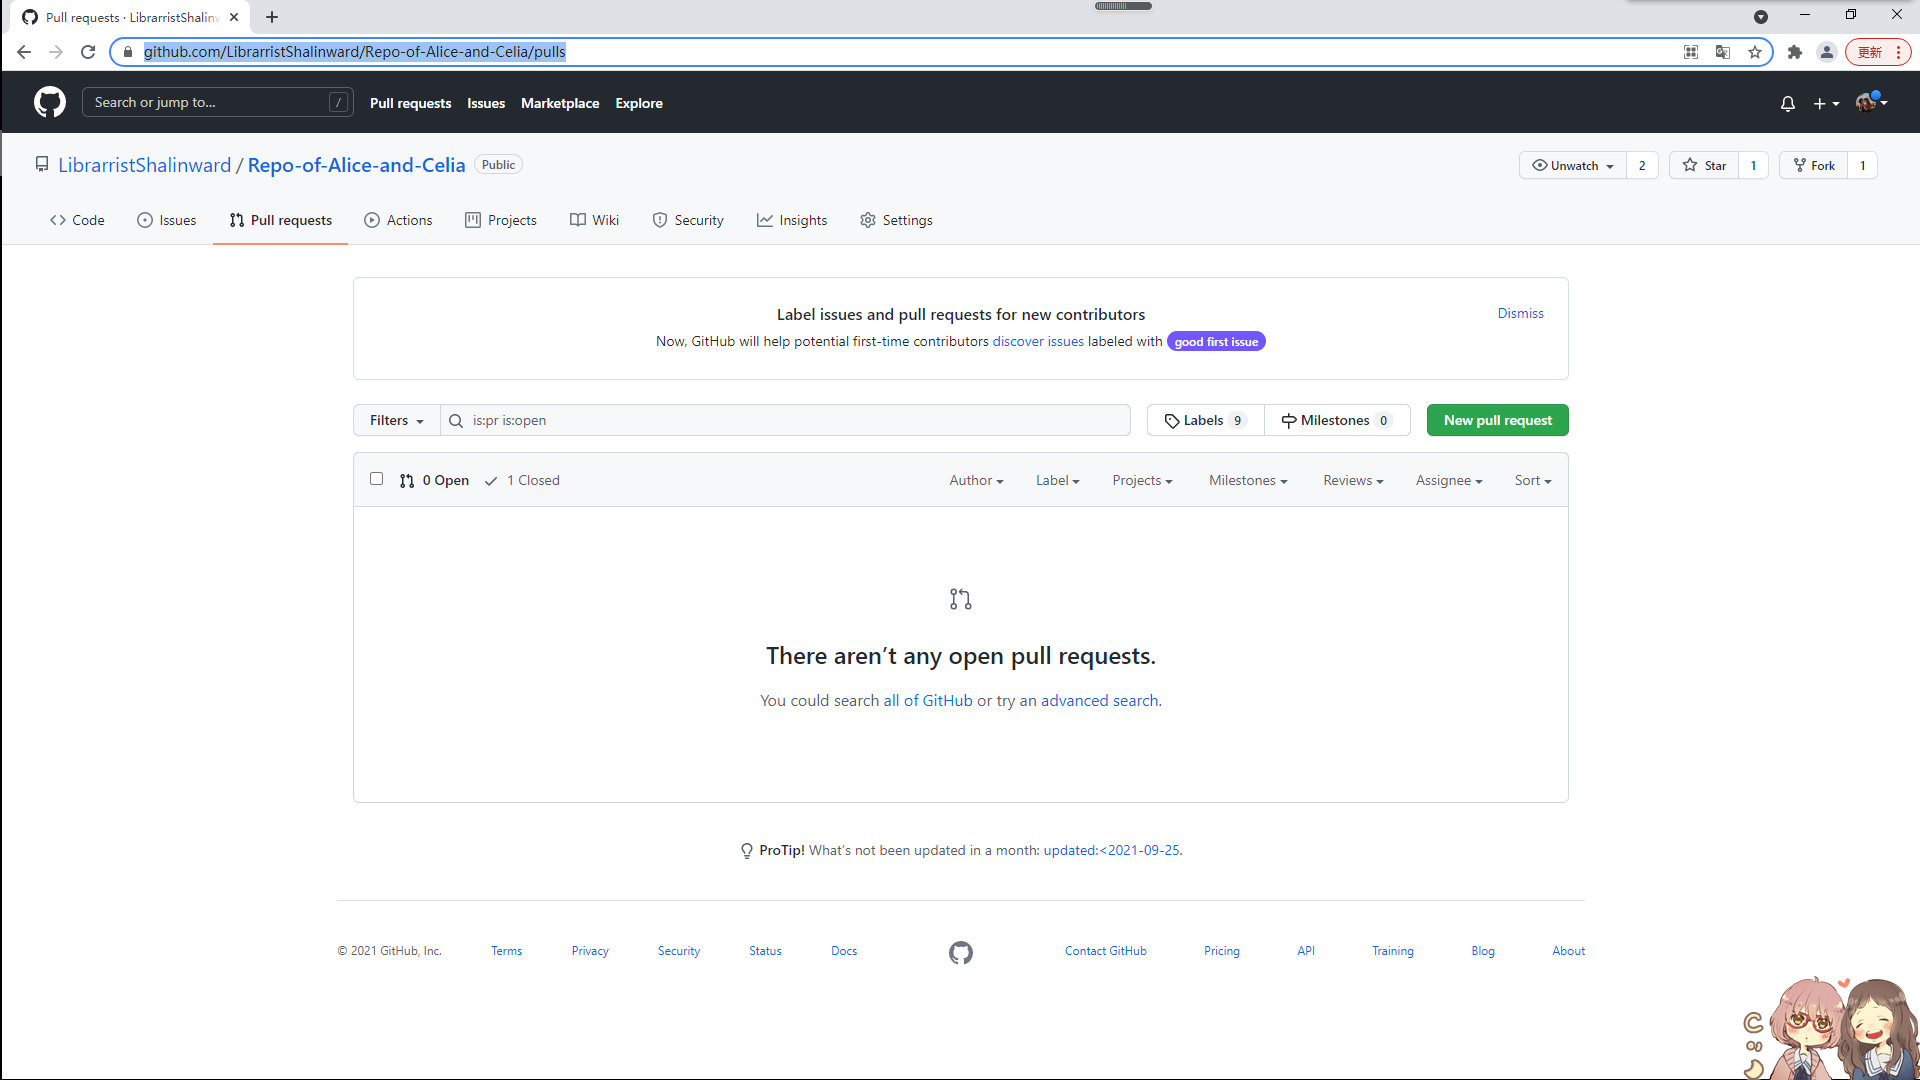 Pull requests · LibrarristShalinw
github.com/LibrarristShalinward/Repo-of-Alice-and-Celia/pulls
更新
Search or jump to...
/
Pull requests
Issues
Marketplace
Explore
LibrarristShalinward / Repo-of-Alice-and-Celia
Public
Unwatch
2
Star
1
Fork
1
Code
Issues
Pull requests
Actions
Projects
Wiki
Security
Insights
Settings
Label issues and pull requests for new contributors
Dismiss
Now, GitHub will help potential first-time contributors discover issues labeled with good first issue
Filters
is:pr is:open
Labels 9
Milestones 0
New pull request
0 Open
1 Closed
Author
Label
Projects
Milestones
Reviews
Assignee
Sort
There aren’t any open pull requests.
You could search all of GitHub or try an advanced search.
ProTip! What’s not been updated in a month: updated:<2021-09-25.
© 2021 GitHub, Inc.
Terms
Privacy
Security
Status
Docs
Contact GitHub
Pricing
API
Training
Blog
About